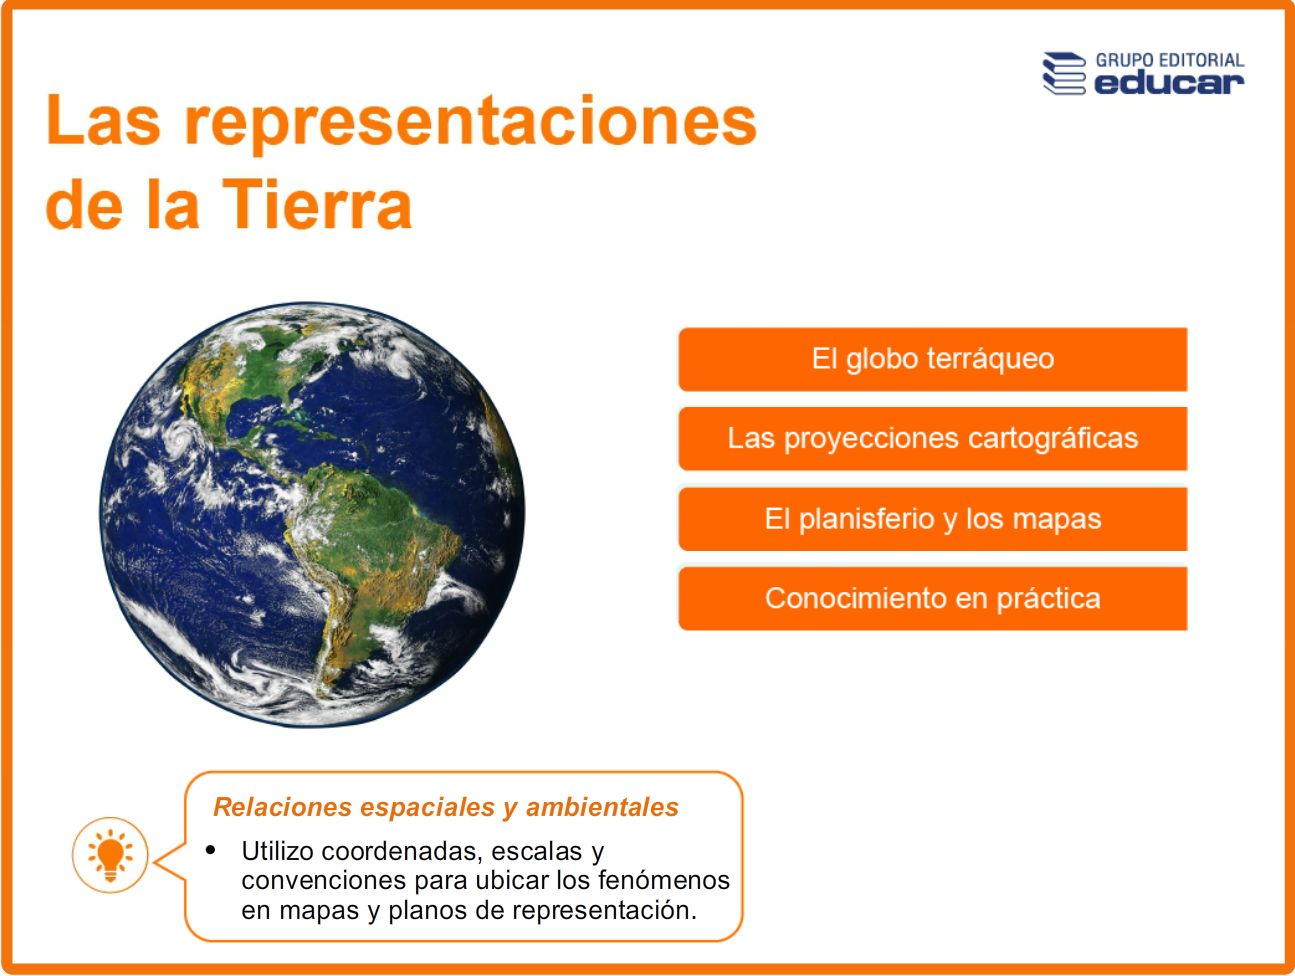 GRUPO EDITORIAL
educar
Las representaciones
de la Tierra
El globo terráqueo
Las proyecciones cartográficas
El planisferio y los mapas
Conocimiento en práctica
Relaciones espaciales y ambientales
• Utilizo coordenadas, escalas y
convenciones para ubicar los fenómenos
en mapas y planos de representación.